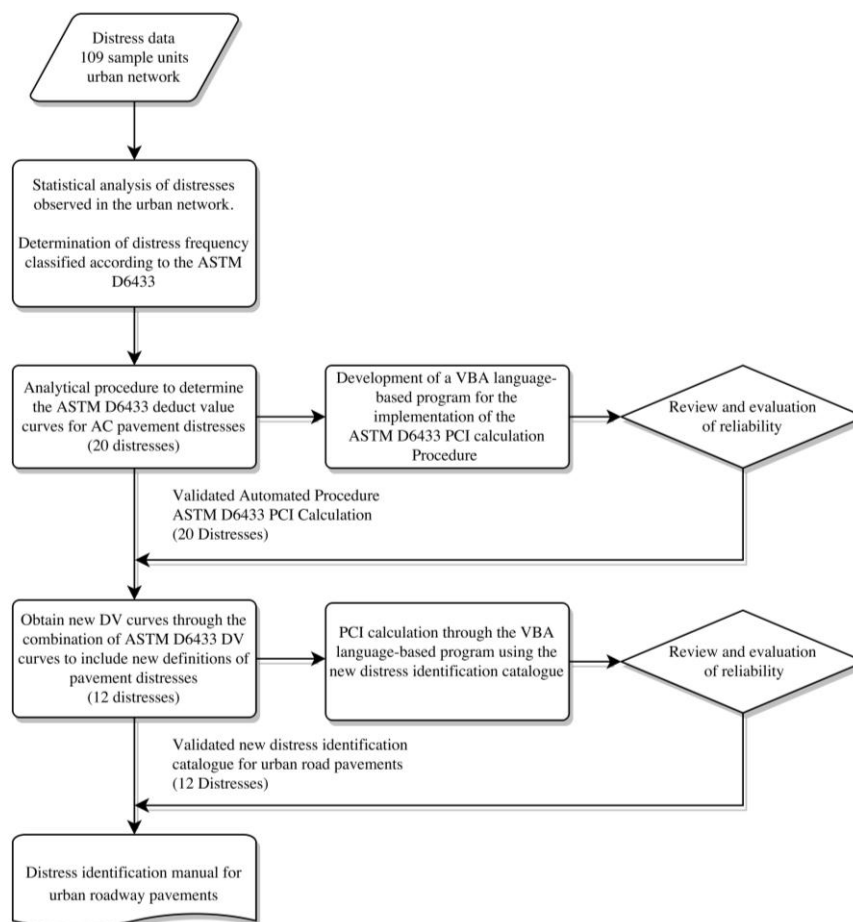 Distress data
109 sample units
urban network
Statistical analysis of distresses
observed in the urban network.
Determination of distress frequency
classified according to the ASTM
D6433
Analytical procedure to determine
the ASTM D6433 deduct value
curves for AC pavement distresses
(20 distresses)
Development of a VBA language-
based program for the
implementation of the
ASTM D6433 PCI calculation
Procedure
Review and evaluation
of reliability
Validated Automated Procedure
ASTM D6433 PCI Calculation
(20 Distresses)
Obtain new DV curves through the
combination of ASTM D6433 DV
curves to include new definitions of
pavement distresses
(12 distresses)
PCI calculation through the VBA
language-based program using the
new distress identification catalogue
Review and evaluation
of reliability
Validated new distress identification
catalogue for urban road pavements
(12 Distresses)
Distress identification manual for
urban roadway pavements